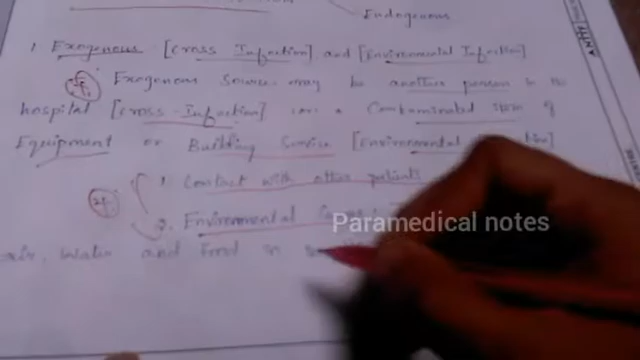 Endogenous
1. Exogenous [cross Infection] and [Environmental Infection]
Exogenous Source may be another person in the
hospital [cross-Infection] or a Contaminated item of
Equipment or Building Service [Environmental
1. Contact with other patients
2. Environmental
air, Water and Food in
Paramedical notes